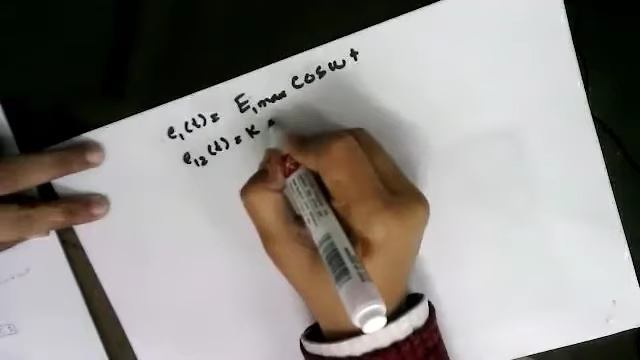 e₁(t) = E₁max cos ωt
e₁₂(t) = K